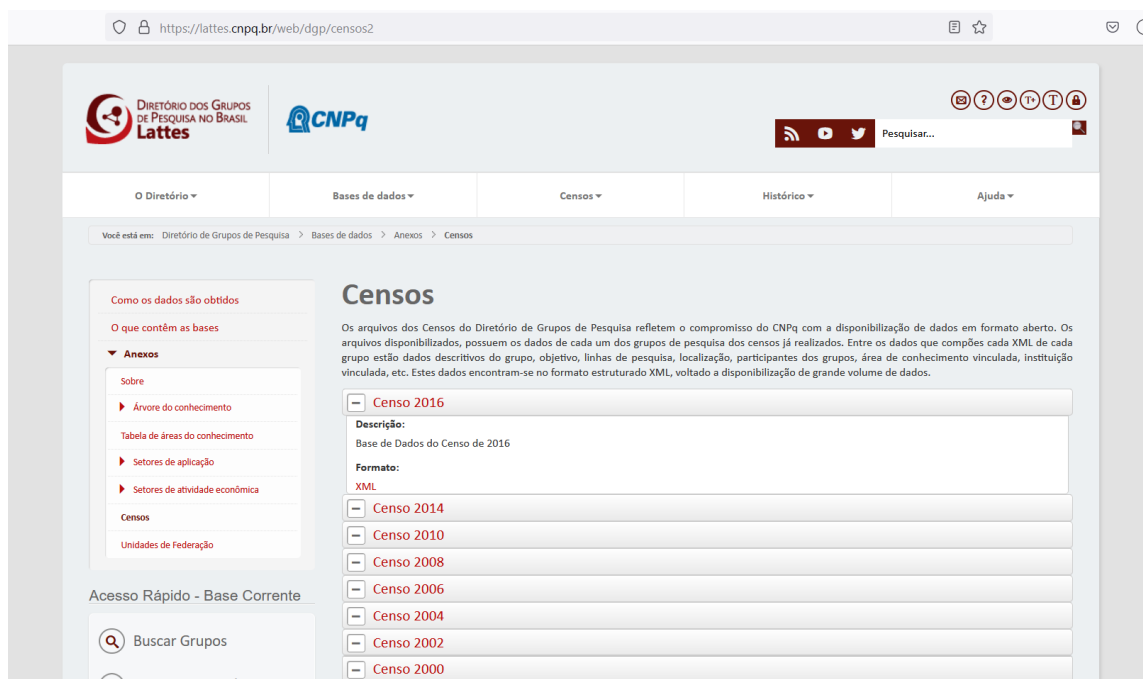 https://lattes.cnpq.br/web/dgp/censos2
DIRETÓRIO DOS GRUPOS
DE PESQUISA NO BRASIL
Lattes
CNPq
? T+ T
Pesquisar...
O Diretório
Bases de dados
Censos
Histórico
Ajuda
Você está em: Diretório de Grupos de Pesquisa > Bases de dados > Anexos > Censos
Como os dados são obtidos
O que contêm as bases
Anexos
Sobre
Árvore do conhecimento
Tabela de áreas do conhecimento
Setores de aplicação
Setores de atividade econômica
Censos
Unidades de Federação
Acesso Rápido - Base Corrente
Buscar Grupos
Censos
Os arquivos dos Censos do Diretório de Grupos de Pesquisa refletem o compromisso do CNPq com a disponibilização de dados em formato aberto. Os
arquivos disponibilizados, possuem os dados de cada um dos grupos de pesquisa dos censos já realizados. Entre os dados que compões cada XML de cada
grupo estão dados descritivos do grupo, objetivo, linhas de pesquisa, localização, participantes dos grupos, área de conhecimento vinculada, instituição
vinculada, etc. Estes dados encontram-se no formato estruturado XML, voltado a disponibilização de grande volume de dados.
Censo 2016
Descrição:
Base de Dados do Censo de 2016
Formato:
XML
Censo 2014
Censo 2010
Censo 2008
Censo 2006
Censo 2004
Censo 2002
Censo 2000